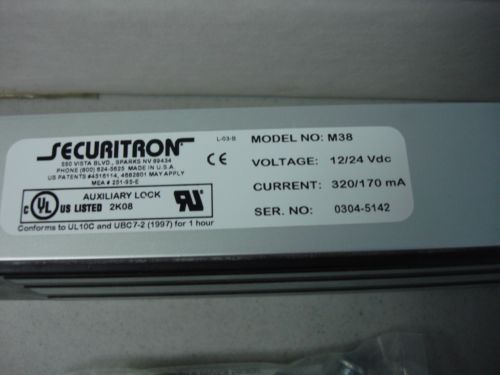 SECURITRON
550 VISTA BLVD., SPARKS NV 89434
PHONE (800) 624-5625 MADE IN U.S.A.
US PATENTS #4516114, 4682801 MAY APPLY
MEA # 251-93-E
AUXILIARY LOCK
C UL US LISTED 2K08
Conforms to UL10C and UBC7-2 (1997) for 1 hour
L-03-B
CE
MODEL NO: M38
VOLTAGE: 12/24 Vdc
CURRENT: 320/170 mA
SER. NO: 0304-5142